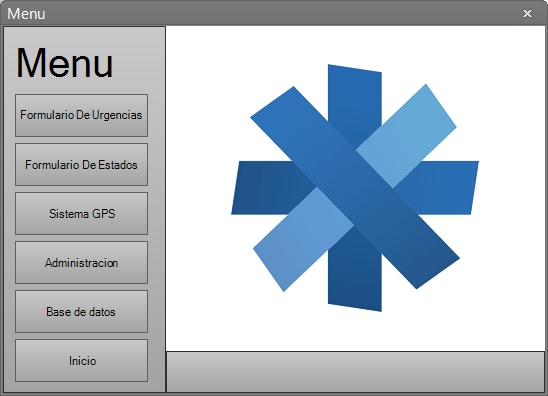 Menu
Menu
Formulario De Urgencias
Formulario De Estados
Sistema GPS
Administracion
Base de datos
Inicio